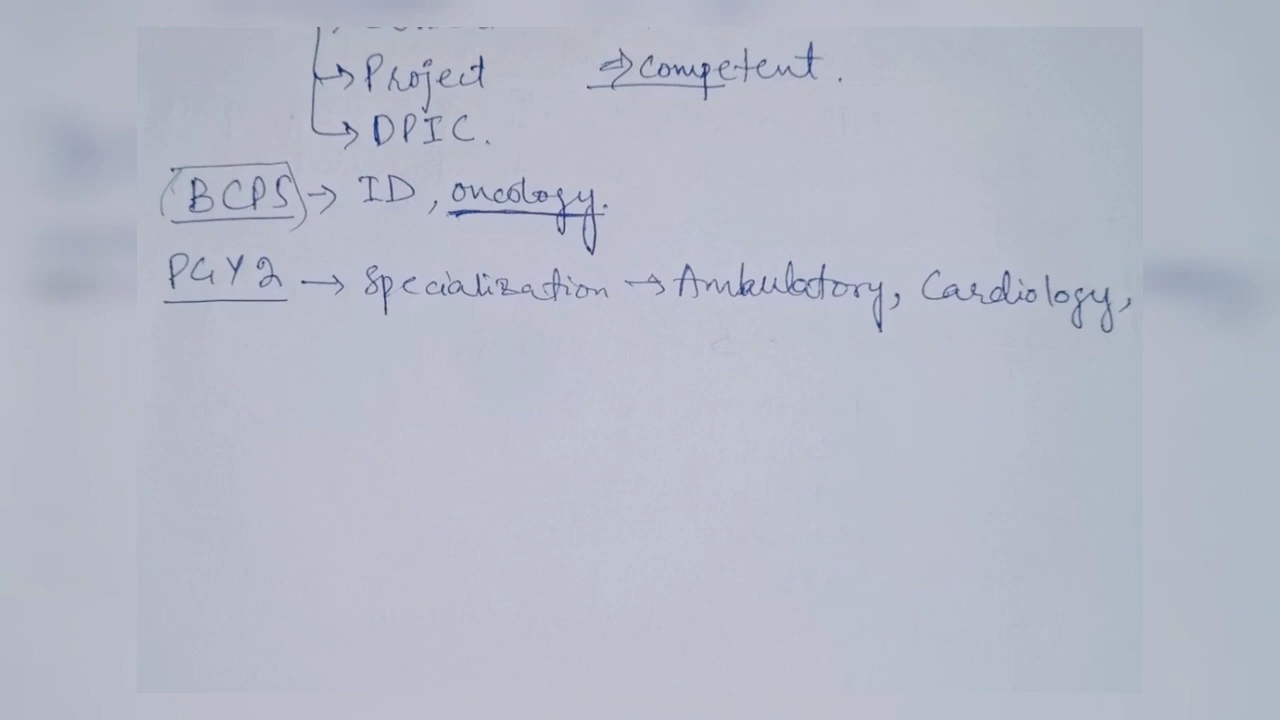 → Project ⇒ competent.
→ DPIC.
(BCPS) → ID, oncology.
PGY2 → Specialization → Ambulatory, Cardiology,